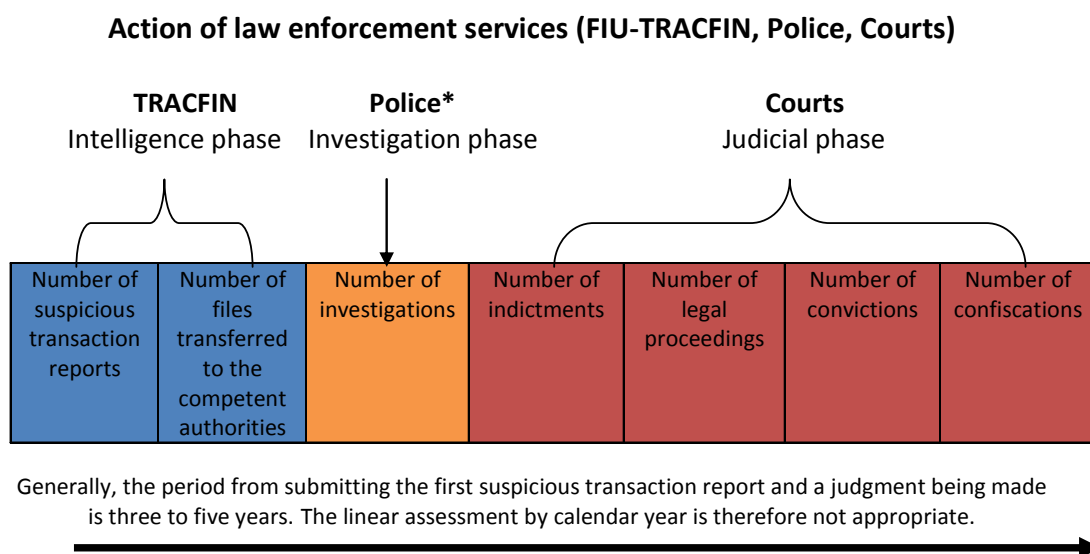 Action of law enforcement services (FIU-TRACFIN, Police, Courts)
TRACFIN
Intelligence phase
Police*
Investigation phase
Courts
Judicial phase
Number of
suspicious
transaction
reports
Number of
files
transferred
to the
competent
authorities
Number of
investigations
Number of
indictments
Number of
legal
proceedings
Number of
convictions
Number of
confiscations
Generally, the period from submitting the first suspicious transaction report and a judgment being made
is three to five years. The linear assessment by calendar year is therefore not appropriate.